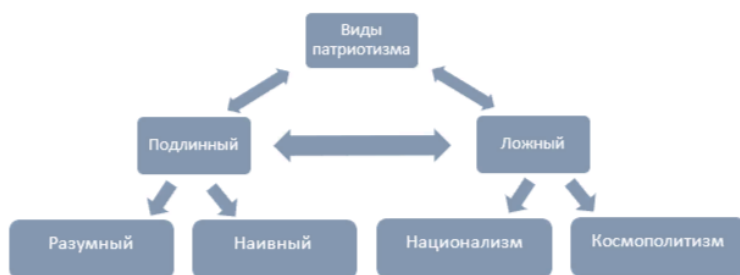 Виды
патриотизма
Подлинный
Ложный
Разумный
Наивный
Национализм
Космополитизм